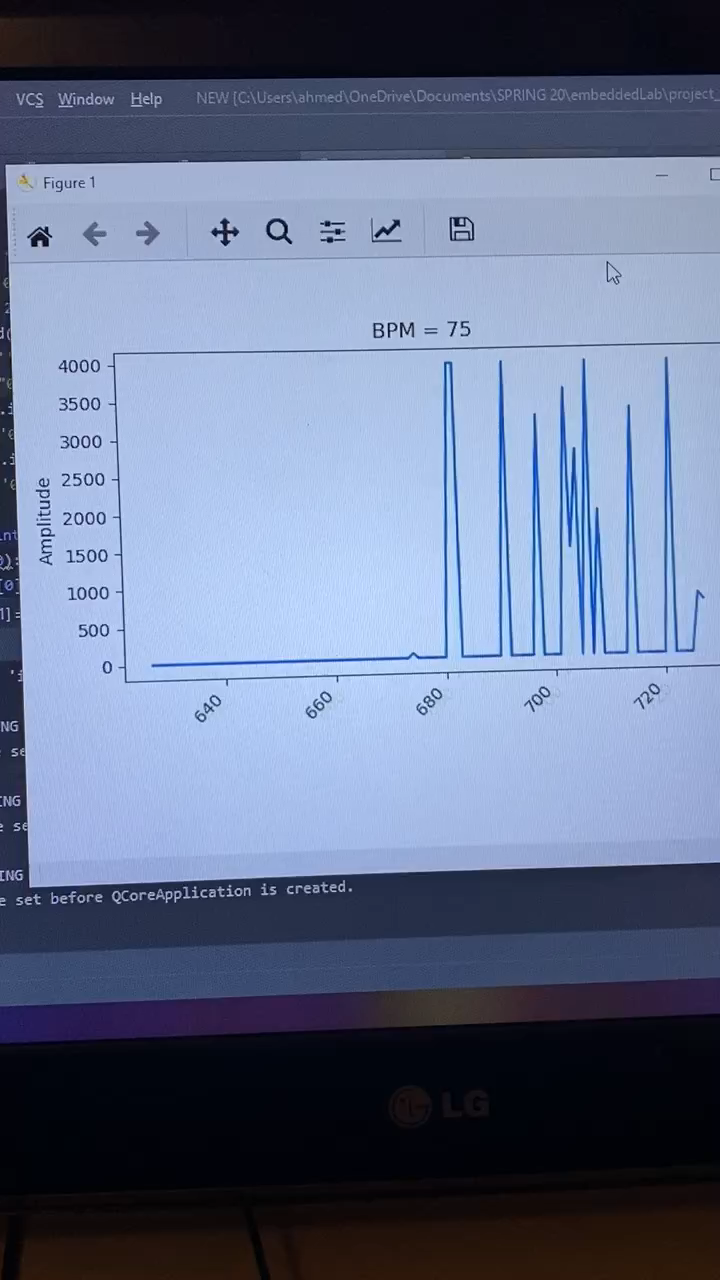 VCS Window Help NEW [C:\Users\ahmed\OneDrive\Documents\SPRING 20\embeddedLab\project_
Figure 1
BPM = 75
Amplitude
4000
3500
3000
2500
2000
1500
1000
500
0
640 660 680 700 720
e set before QCoreApplication is created.
LG